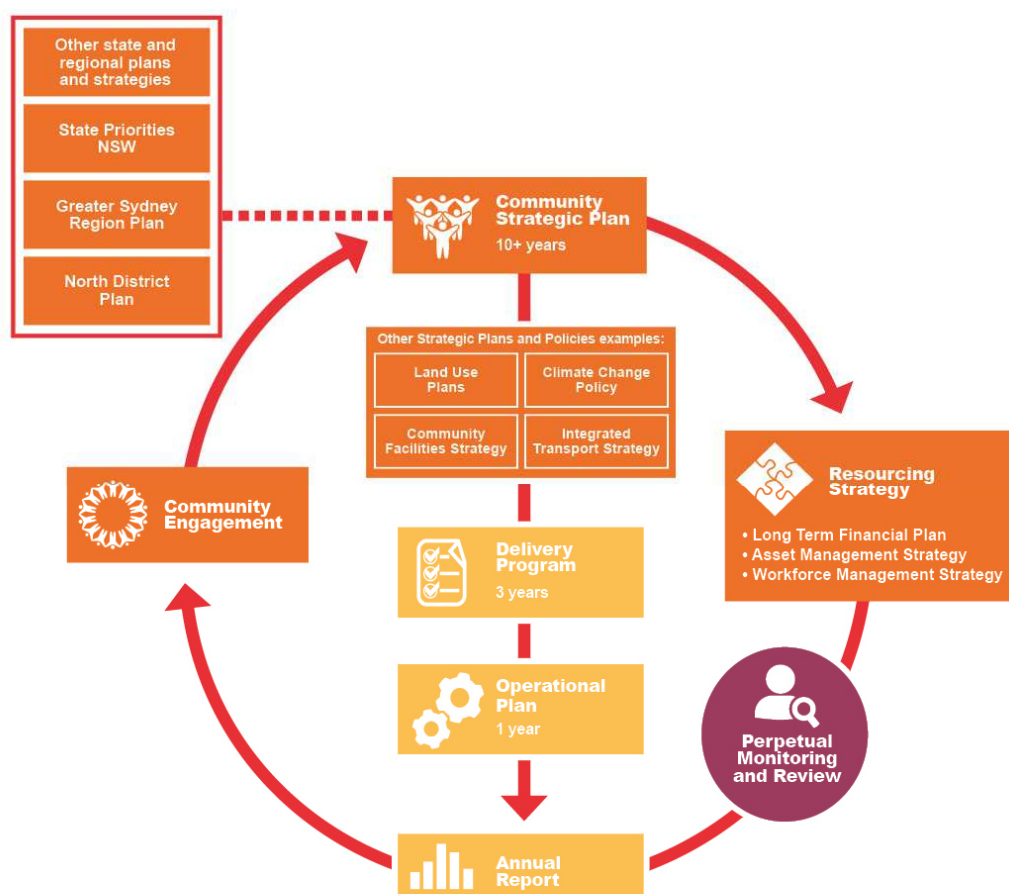 Other state and
regional plans
and strategies
State Priorities
NSW
Greater Sydney
Region Plan
North District
Plan
Community
Strategic Plan
10+ years
Other Strategic Plans and Policies examples:
Land Use
Plans
Climate Change
Policy
Community
Facilities Strategy
Integrated
Transport Strategy
Community
Engagement
Resourcing
Strategy
• Long Term Financial Plan
• Asset Management Strategy
• Workforce Management Strategy
Delivery
Program
3 years
Operational
Plan
1 year
Perpetual
Monitoring
and Review
Annual
Report